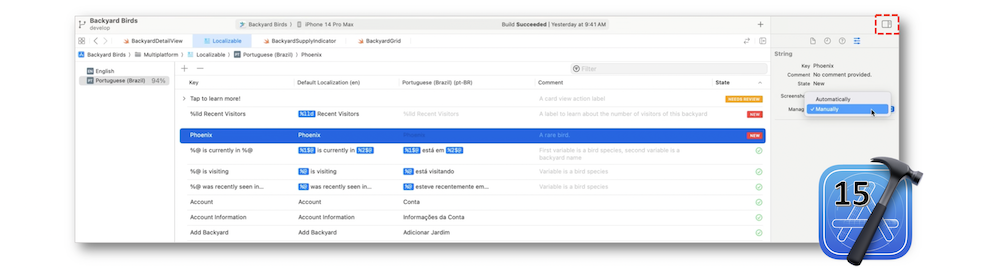 Backyard Birds
develop
Backyard Birds 〉 iPhone 14 Pro Max
Build Succeeded | Yesterday at 9:41 AM
BackyardDetailView
Localizable
BackyardSupplyIndicator
BackyardGrid
Backyard Birds 〉 Multiplatform 〉 Localizable 〉 Portuguese (Brazil) 〉 Phoenix
English
Portuguese (Brazil) 94%
Filter
Key Default Localization (en) Portuguese (Brazil) (pt-BR) Comment State
Tap to learn more! A card view action label NEEDS REVIEW
%lld Recent Visitors %lld Recent Visitors %lld Recent Visitors A label to learn about the number of visitors of this backyard NEW
Phoenix Phoenix Phoenix A rare bird. NEW
%@ is currently in %@ %1$@ is currently in %2$@ %1$@ está em %2$@ First variable is a bird species, second variable is a
backyard name
%@ is visiting %@ is visiting %@ está visitando Variable is a bird species
%@ was recently seen in... %@ was recently seen in... %@ esteve recentemente em... Variable is a bird species
Account Account Conta
Account Information Account Information Informações da Conta
Add Backyard Add Backyard Adicionar Jardim
String
Key Phoenix
Comment No comment provided.
State New
Automatically
✓ Manually
15